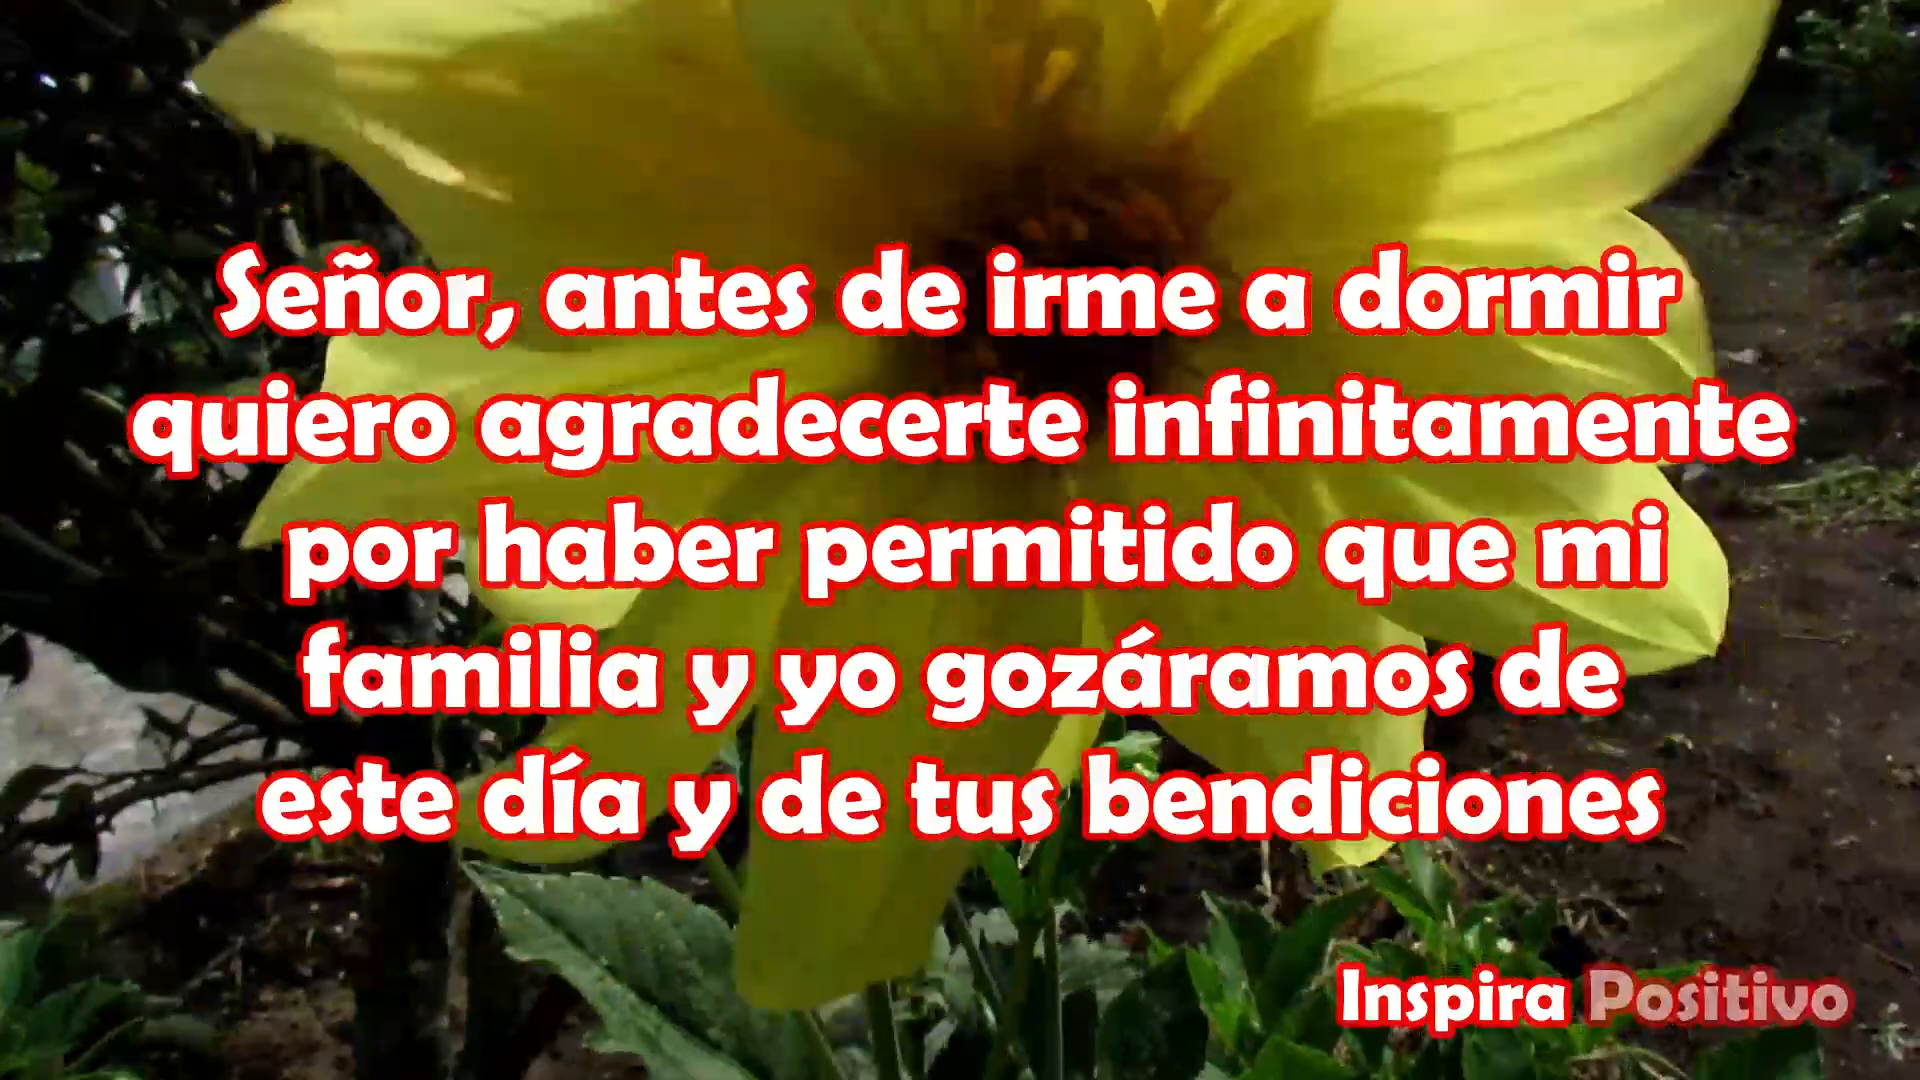 Señor, antes de irme a dormir
quiero agradecerte infinitamente
por haber permitido que mi
familia y yo gozáramos de
este día y de tus bendiciones
Inspira Positivo